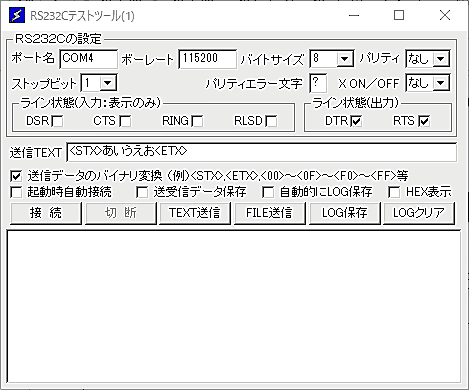 RS232Cテストツール(1)
RS232Cの設定
ポート名 COM4 ボーレート 115200 バイトサイズ 8 パリティ なし
ストップビット 1 パリティエラー文字 ? X ON/OFF なし
ライン状態(入力:表示のみ) ライン状態(出力)
DSR CTS RING RLSD DTR RTS
送信TEXT <STX>あいうえお<ETX>
送信データのバイナリ変換 (例)<STX>,<ETX>,<00>~<0F>~<F0>~<FF>等
起動時自動接続 送受信データ保存 自動的にLOG保存 HEX表示
接 続 切 断 TEXT送信 FILE送信 LOG保存 LOGクリア